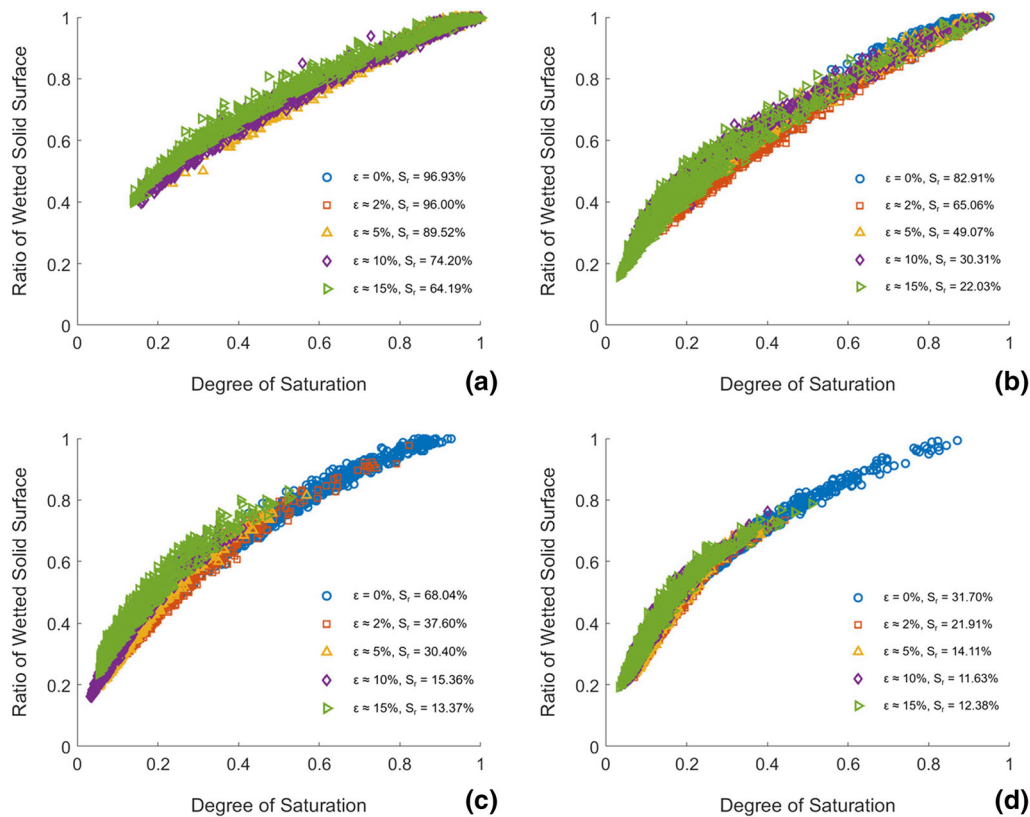 Ratio of Wetted Solid Surface
1
0.8
0.6
0.4
0.2
0
0.2
0.4
0.6
0.8
1
ε = 0%, Sr = 96.93%
ε ≈ 2%, Sr = 96.00%
ε ≈ 5%, Sr = 89.52%
ε ≈ 10%, Sr = 74.20%
ε ≈ 15%, Sr = 64.19%
Degree of Saturation
(a)
Ratio of Wetted Solid Surface
1
0.8
0.6
0.4
0.2
0
0
0.2
0.4
0.6
0.8
1
ε = 0%, Sr = 82.91%
ε ≈ 2%, Sr = 65.06%
ε ≈ 5%, Sr = 49.07%
ε ≈ 10%, Sr = 30.31%
ε ≈ 15%, Sr = 22.03%
Degree of Saturation
(b)
Ratio of Wetted Solid Surface
1
0.8
0.6
0.4
0.2
0
0
0.2
0.4
0.6
0.8
1
ε = 0%, Sr = 68.04%
ε ≈ 2%, Sr = 37.60%
ε ≈ 5%, Sr = 30.40%
ε ≈ 10%, Sr = 15.36%
ε ≈ 15%, Sr = 13.37%
Degree of Saturation
(c)
Ratio of Wetted Solid Surface
1
0.8
0.6
0.4
0.2
0
0
0.2
0.4
0.6
0.8
1
ε = 0%, Sr = 31.70%
ε ≈ 2%, Sr = 21.91%
ε ≈ 5%, Sr = 14.11%
ε ≈ 10%, Sr = 11.63%
ε ≈ 15%, Sr = 12.38%
Degree of Saturation
(d)